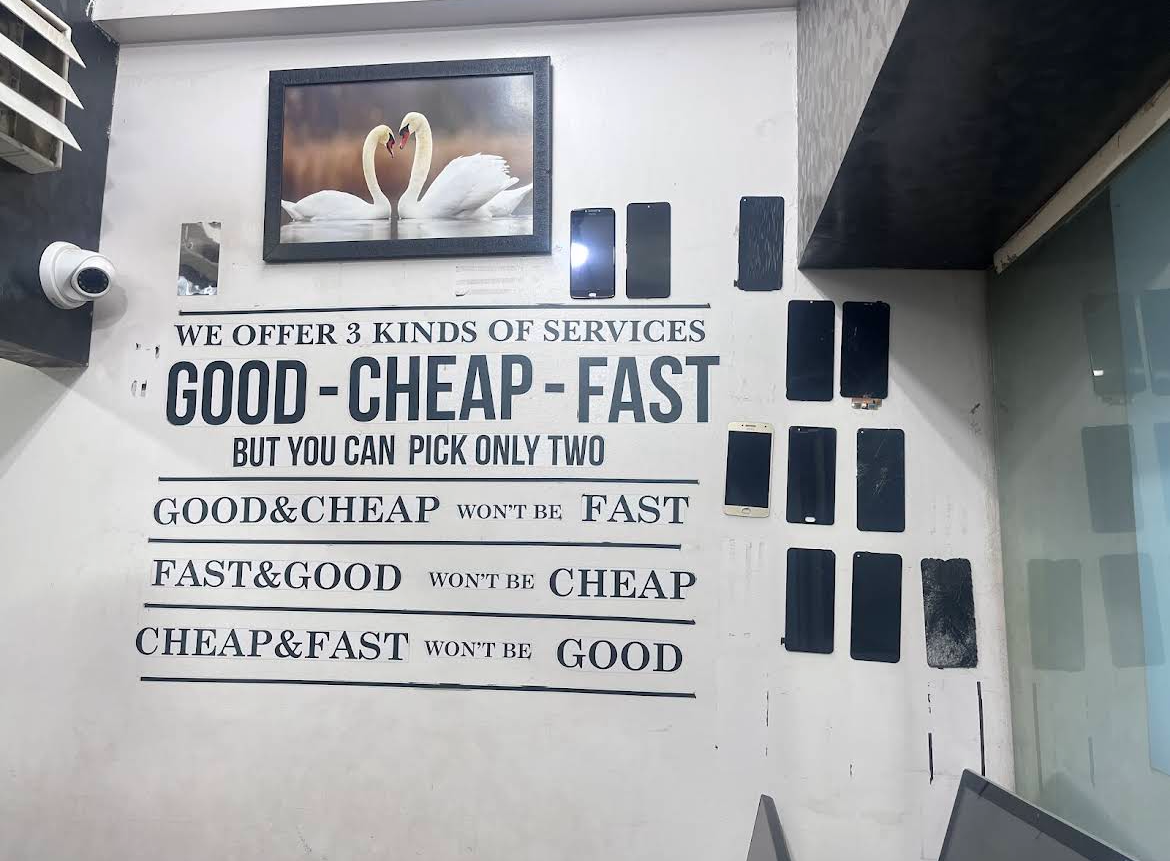 WE OFFER 3 KINDS OF SERVICES
GOOD - CHEAP - FAST
BUT YOU CAN PICK ONLY TWO
GOOD&CHEAP WON'T BE FAST
FAST&GOOD WON'T BE CHEAP
CHEAP&FAST WON'T BE GOOD